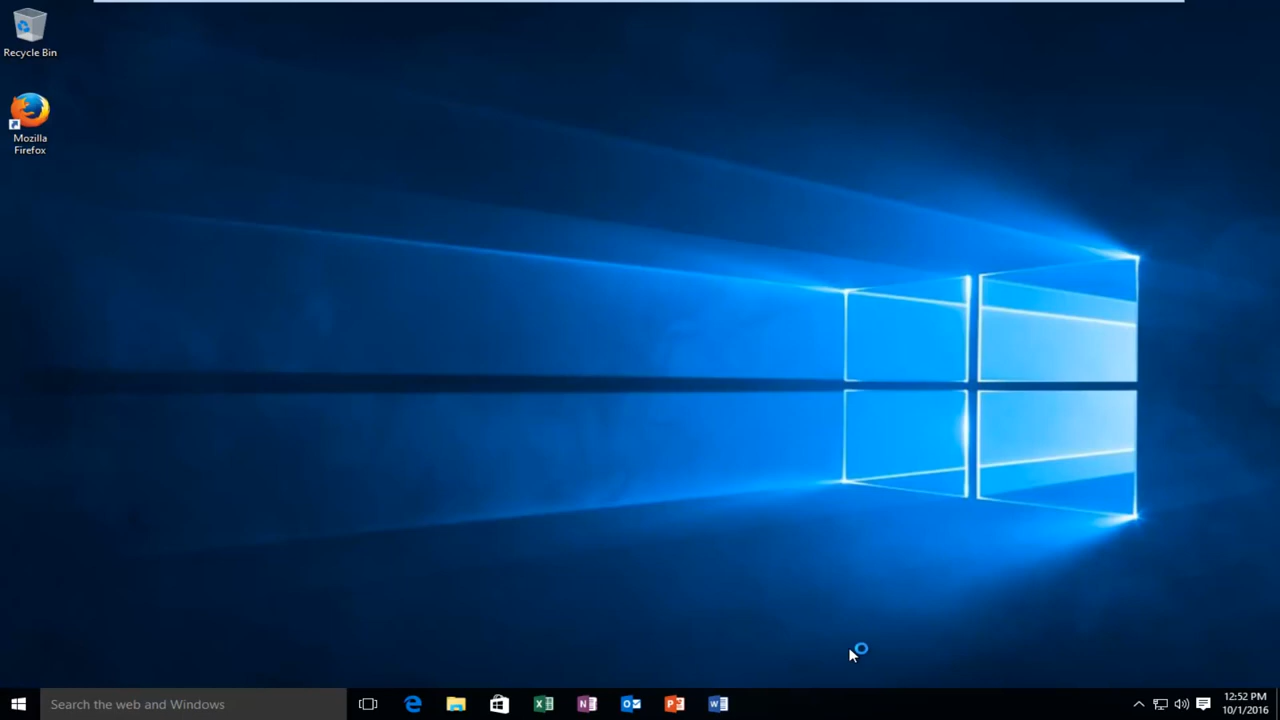 Recycle Bin
Mozilla
Firefox
Search the web and Windows
12:52 PM
10/1/2016